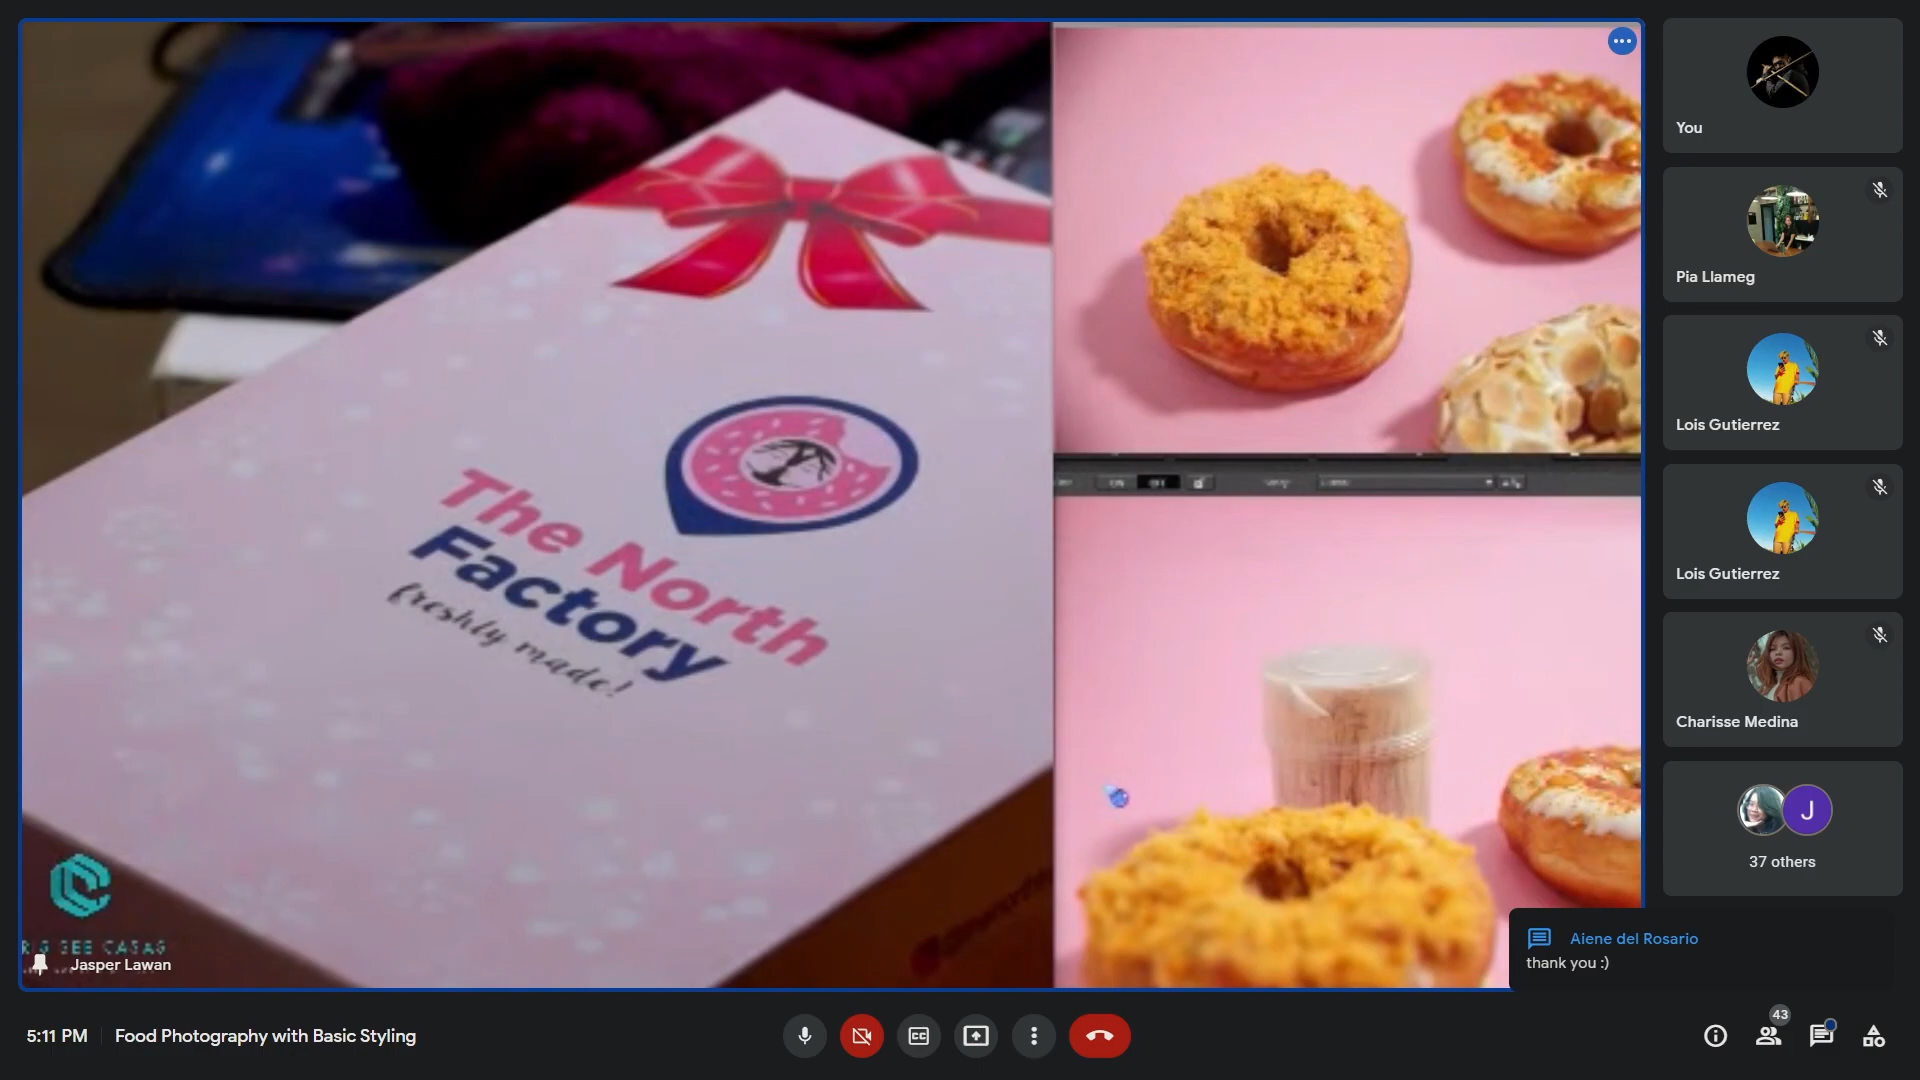 The North
Factory
freshly made!
Jasper Lawan
You
Pia Llameg
Lois Gutierrez
Lois Gutierrez
Charisse Medina
J
37 others
Aiene del Rosario
thank you :)
5:11 PM
Food Photography with Basic Styling
CC
43